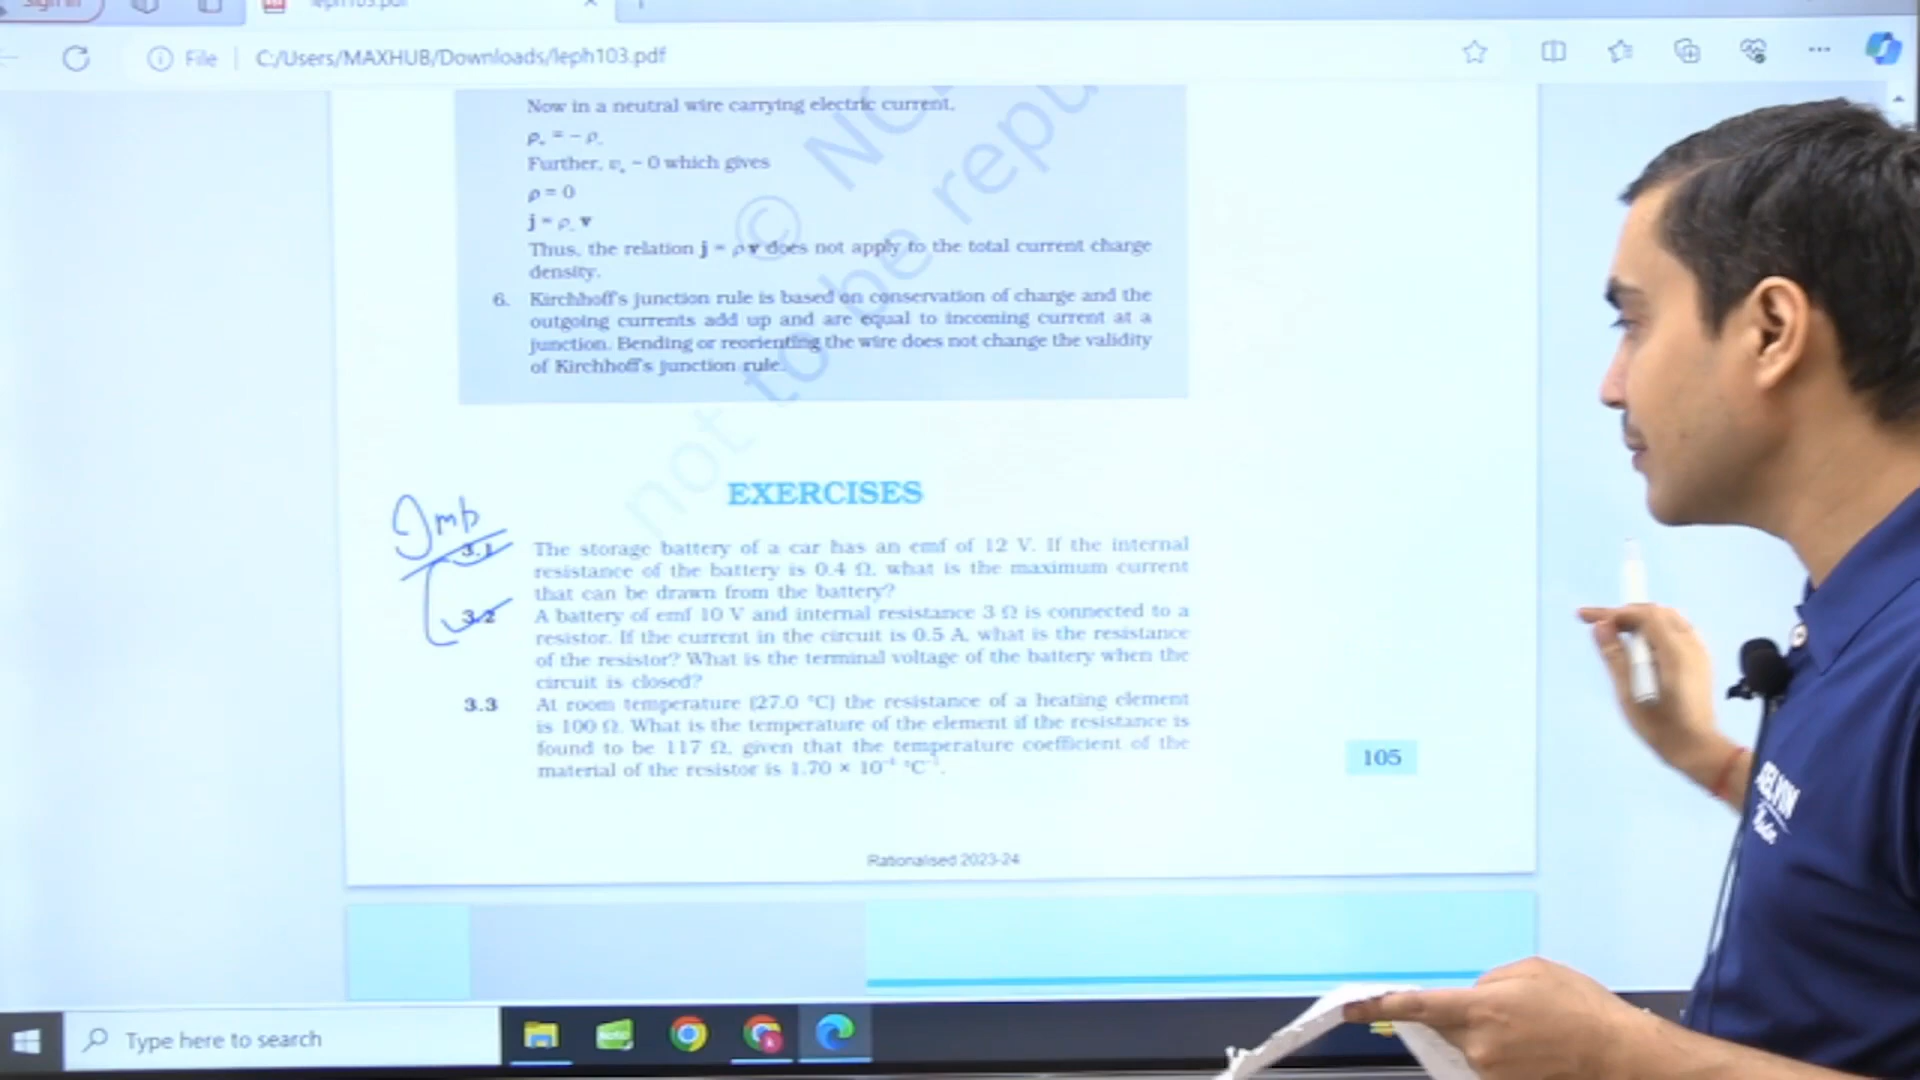 Sign in
leph103.pdf
File
C:/Users/MAXHUB/Downloads/leph103.pdf
Now in a neutral wire carrying electric current,
ρ₊ = − ρ₋
Further, v₊ ~ 0 which gives
ρ = 0
j = ρ₋ v
Thus, the relation j = ρv does not apply to the total current charge
density.
6. Kirchhoff's junction rule is based on conservation of charge and the
outgoing currents add up and are equal to incoming current at a
junction. Bending or reorienting the wire does not change the validity
of Kirchhoff's junction rule.
not to be repu
EXERCISES
Imp
3.1 The storage battery of a car has an emf of 12 V. If the internal
resistance of the battery is 0.4 Ω, what is the maximum current
that can be drawn from the battery?
3.2 A battery of emf 10 V and internal resistance 3 Ω is connected to a
resistor. If the current in the circuit is 0.5 A, what is the resistance
of the resistor? What is the terminal voltage of the battery when the
circuit is closed?
3.3 At room temperature (27.0 °C) the resistance of a heating element
is 100 Ω. What is the temperature of the element if the resistance is
found to be 117 Ω, given that the temperature coefficient of the
material of the resistor is 1.70 × 10⁻⁴ °C⁻¹.
105
Rationalised 2023-24
Type here to search